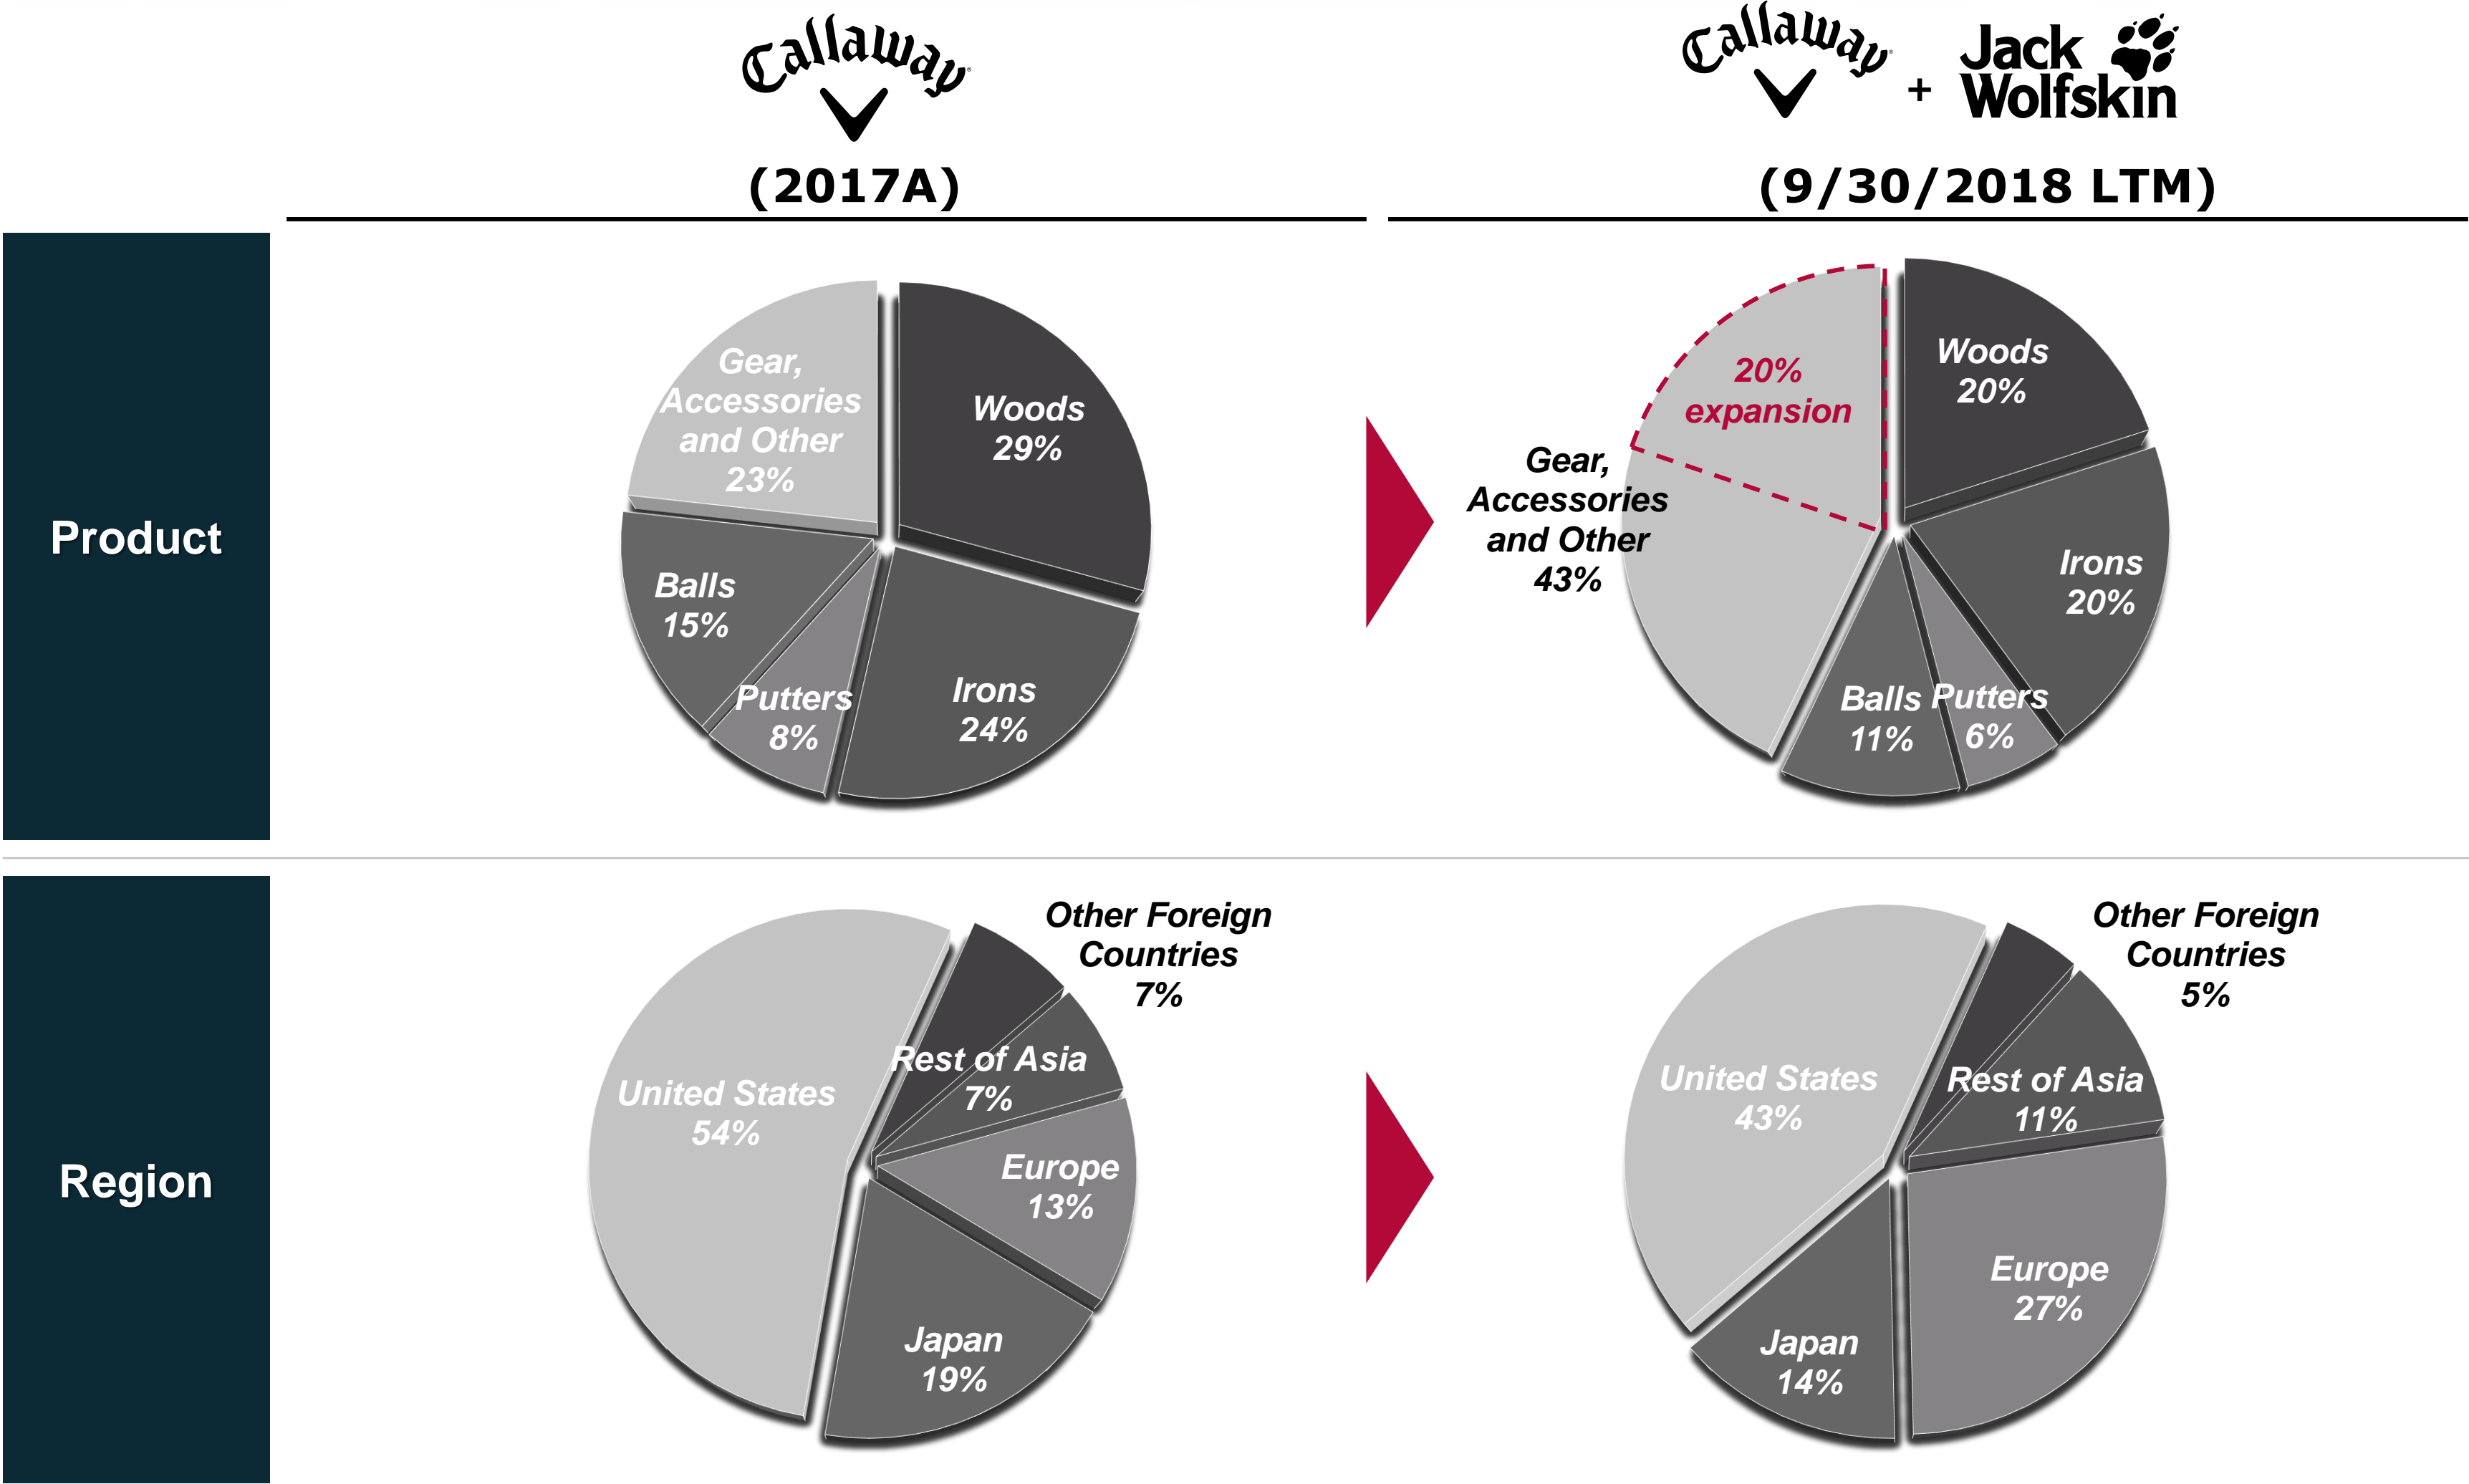 Callaway
Callaway
+
Jack
Wolfskin
(2017A)
(9/30/2018 LTM)
Product
Gear,
Accessories
and Other
23%
Woods
29%
Balls
15%
Putters
8%
Irons
24%
20%
expansion
Woods
20%
Gear,
Accessories
and Other
43%
Irons
20%
Balls
11%
Putters
6%
Region
Other Foreign
Countries
7%
United States
54%
Rest of Asia
7%
Europe
13%
Japan
19%
Other Foreign
Countries
5%
United States
43%
Rest of Asia
11%
Europe
27%
Japan
14%